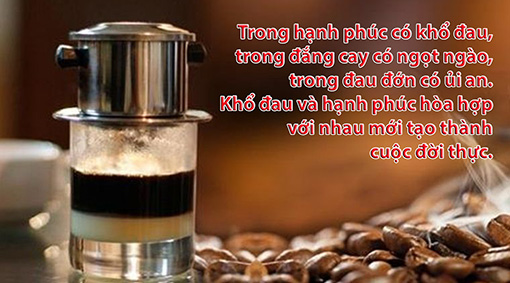 Trong hạnh phúc có khổ đau,
trong đắng cay có ngọt ngào,
trong đau đớn có ủi an.
Khổ đau và hạnh phúc hòa hợp
với nhau mới tạo thành
cuộc đời thực.